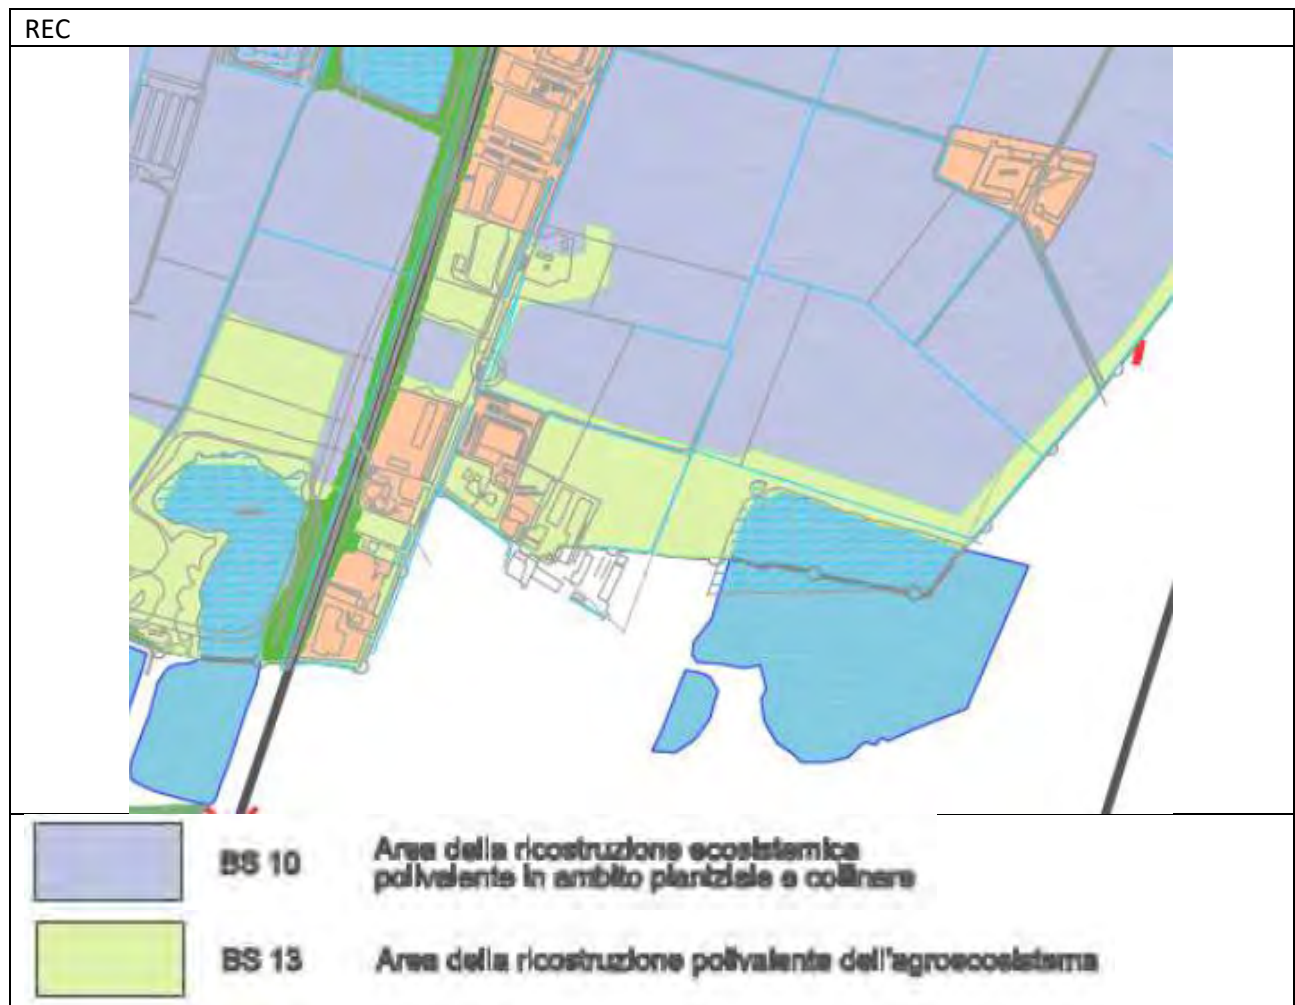 REC
BS 10
Area della ricostruzione ecosistemica
polivalente in ambito planiziale e collinare
BS 13
Area della ricostruzione polivalente dell'agroecosistema